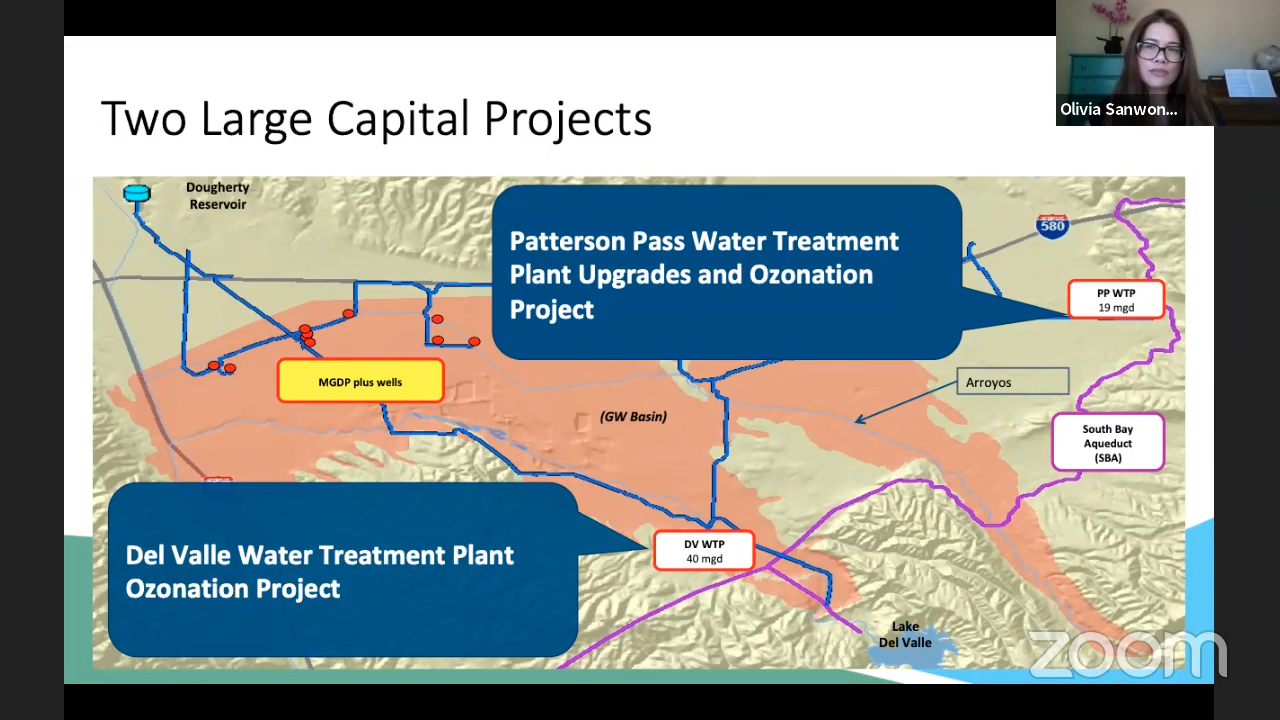 Olivia Sanwon...
Two Large Capital Projects
Dougherty
Reservoir
Patterson Pass Water Treatment
Plant Upgrades and Ozonation
Project
580
PP WTP
19 mgd
MGDP plus wells
Arroyos
(GW Basin)
South Bay
Aqueduct
(SBA)
Del Valle Water Treatment Plant
Ozonation Project
DV WTP
40 mgd
Lake
Del Valle
zoom